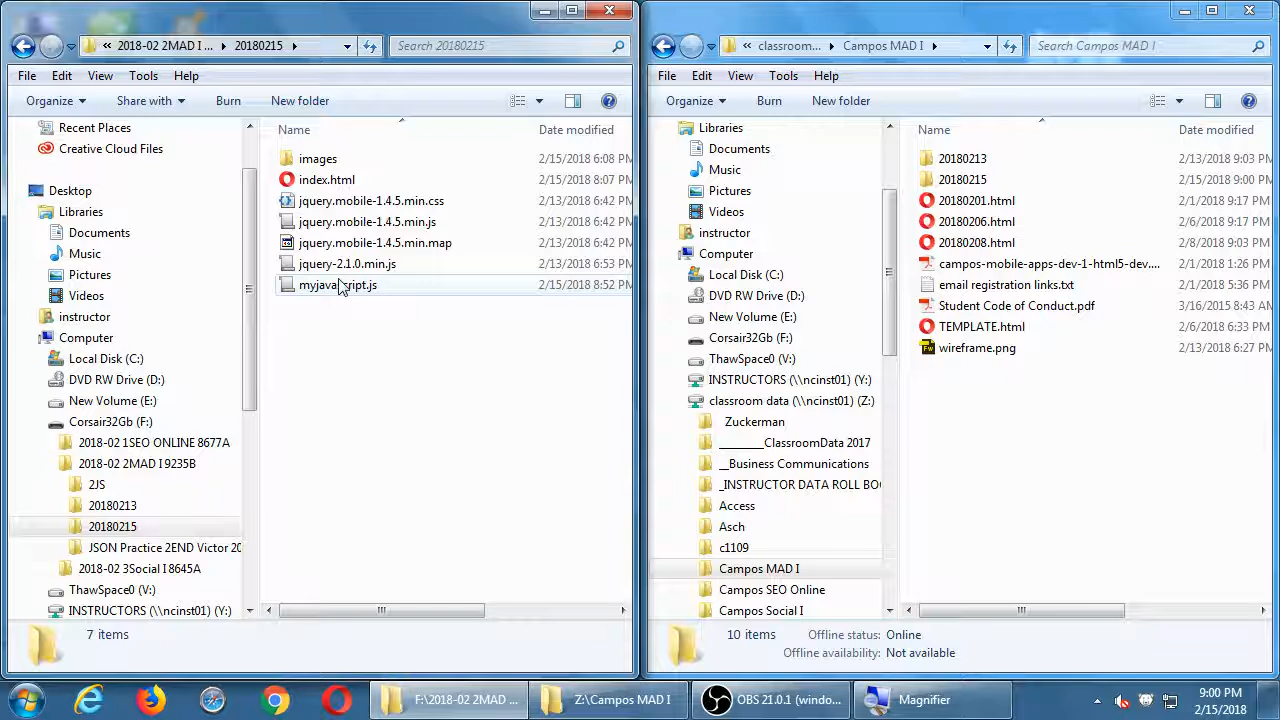 « 2018-02 2MAD I ... ▸ 20180215 ▸
Search 20180215
File Edit View Tools Help
Organize Share with Burn New folder
Recent Places
Creative Cloud Files
Desktop
Libraries
Documents
Music
Pictures
Videos
instructor
Computer
Local Disk (C:)
DVD RW Drive (D:)
New Volume (E:)
Corsair32Gb (F:)
2018-02 1SEO ONLINE 8677A
2018-02 2MAD I 9235B
2JS
20180213
20180215
JSON Practice 2END Victor 20
2018-02 3Social I 8645A
ThawSpace0 (V:)
INSTRUCTORS (\\ncinst01) (Y:)
Name Date modified
images 2/15/2018 6:08 PM
index.html 2/15/2018 8:07 PM
jquery.mobile-1.4.5.min.css 2/13/2018 6:42 PM
jquery.mobile-1.4.5.min.js 2/13/2018 6:42 PM
jquery.mobile-1.4.5.min.map 2/13/2018 6:42 PM
jquery-2.1.0.min.js 2/13/2018 6:53 PM
myjavascript.js 2/15/2018 8:52 PM
7 items
« classroom... ▸ Campos MAD I ▸
Search Campos MAD I
File Edit View Tools Help
Organize Burn New folder
Libraries
Documents
Music
Pictures
Videos
instructor
Computer
Local Disk (C:)
DVD RW Drive (D:)
New Volume (E:)
Corsair32Gb (F:)
ThawSpace0 (V:)
INSTRUCTORS (\\ncinst01) (Y:)
classroom data (\\ncinst01) (Z:)
Zuckerman
________ClassroomData 2017
__Business Communications
_INSTRUCTOR DATA ROLL BOO
Access
Asch
c1109
Campos MAD I
Campos SEO Online
Campos Social I
Name Date modified
20180213 2/13/2018 9:03 PM
20180215 2/15/2018 9:00 PM
20180201.html 2/1/2018 9:17 PM
20180206.html 2/6/2018 9:17 PM
20180208.html 2/8/2018 9:03 PM
campos-mobile-apps-dev-1-html5-dev.... 2/1/2018 1:26 PM
email registration links.txt 2/1/2018 5:36 PM
Student Code of Conduct.pdf 3/16/2015 8:43 AM
TEMPLATE.html 2/6/2018 6:33 PM
wireframe.png 2/13/2018 6:27 PM
10 items Offline status: Online
Offline availability: Not available
F:\2018-02 2MAD ...
Z:\Campos MAD I
OBS 21.0.1 (windo...
Magnifier
9:00 PM
2/15/2018